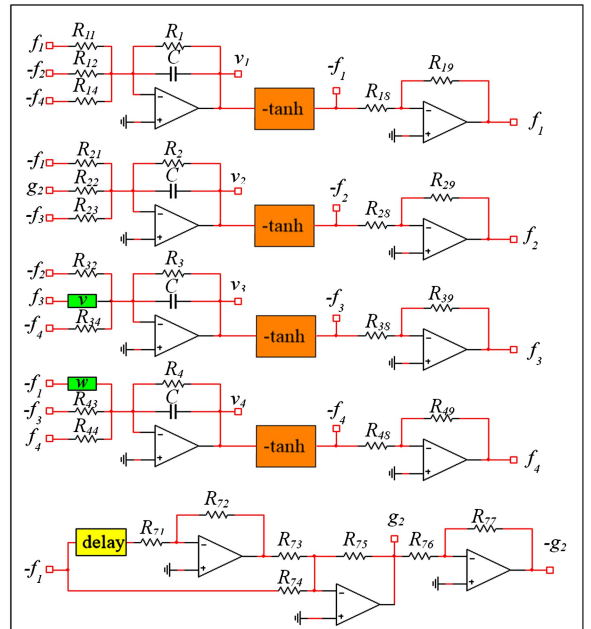 f1 R11 R1
-f2 R12 C v1 -f1 R19
-f4 R14 -tanh R18 f1
-f1 R21 R2
g2 R22 C v2 -f2 R29
-f3 R23 -tanh R28 f2
-f2 R32 R3
f3 v C v3 -f3 R39
-f4 R34 -tanh R38 f3
-f1 w R4
-f3 R43 C v4 -f4 R49
f4 R44 -tanh R48 f4
R72 g2 R77
delay R71 R73 R75 R76 -g2
-f1 R74